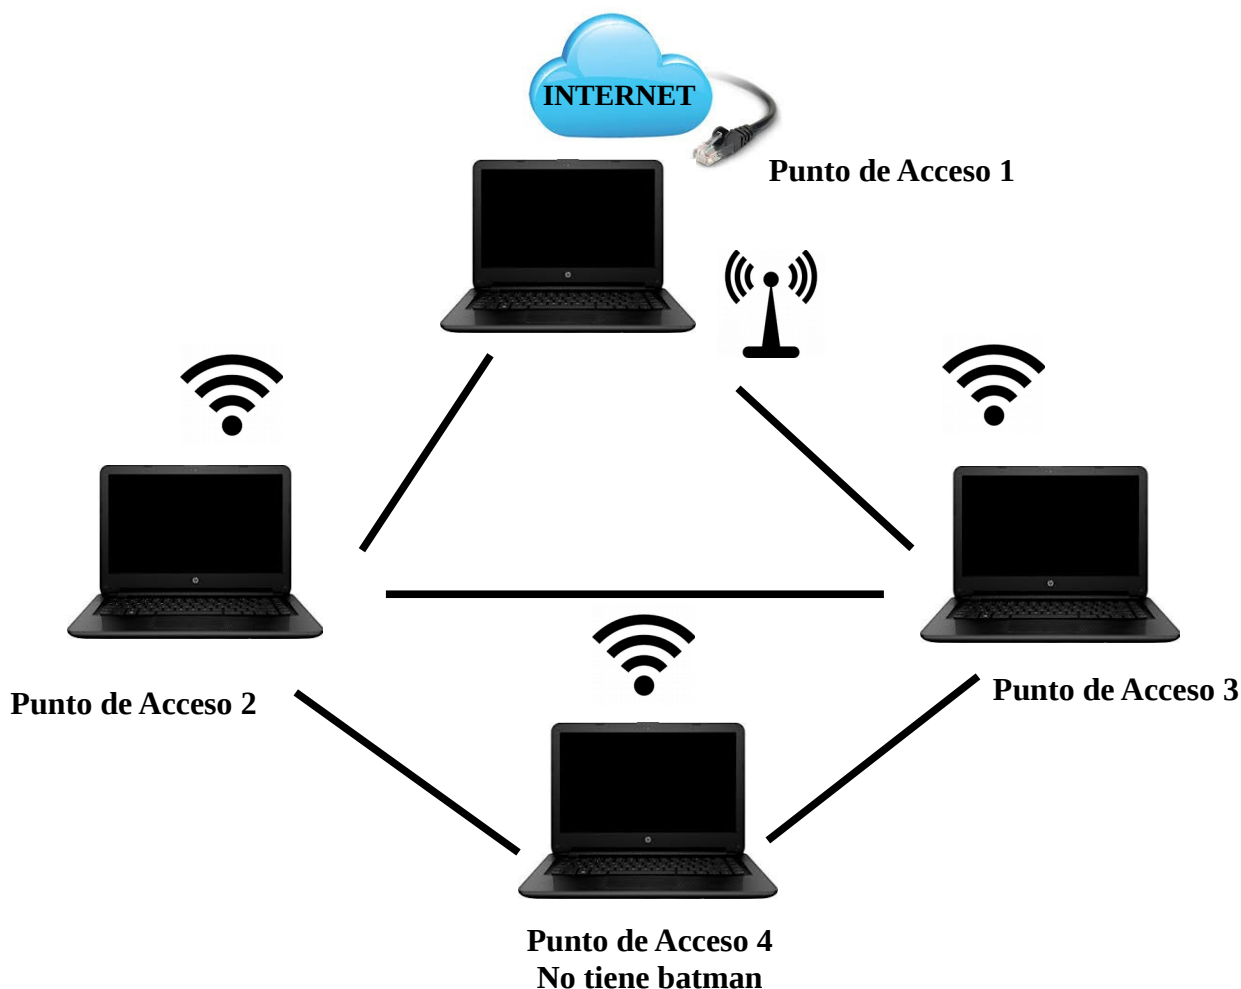 INTERNET
Punto de Acceso 1
Punto de Acceso 2
Punto de Acceso 3
Punto de Acceso 4
No tiene batman